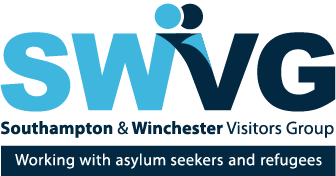 SWVG
Southampton & Winchester Visitors Group
Working with asylum seekers and refugees